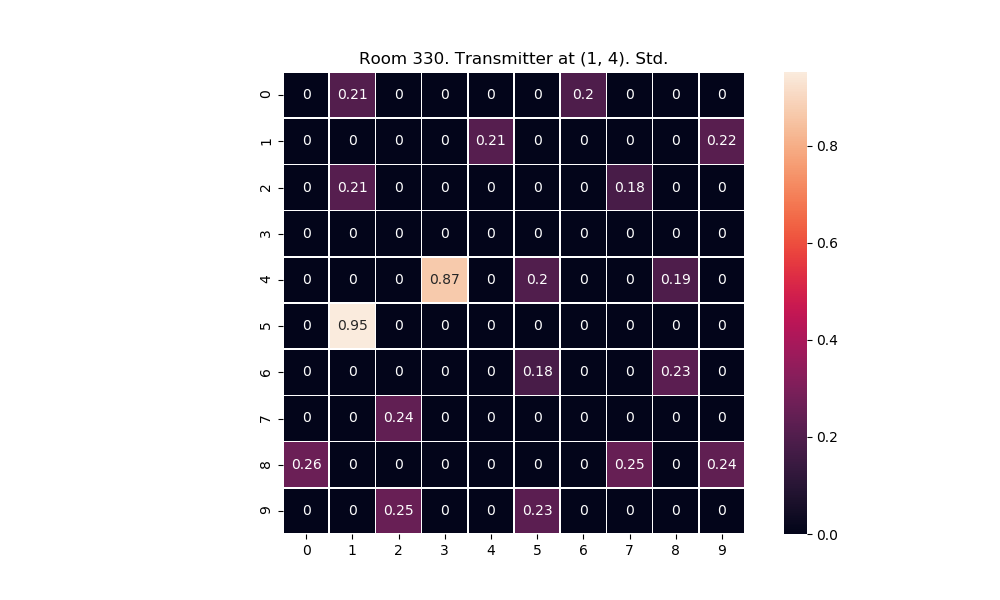 Room 330. Transmitter at (1, 4). Std.
0 0 0.21 0 0 0 0 0.2 0 0 0
1 0 0 0 0 0.21 0 0 0 0 0.22
2 0 0.21 0 0 0 0 0 0.18 0 0
3 0 0 0 0 0 0 0 0 0 0
4 0 0 0 0.87 0 0.2 0 0 0.19 0
5 0 0.95 0 0 0 0 0 0 0 0
6 0 0 0 0 0 0.18 0 0 0.23 0
7 0 0 0.24 0 0 0 0 0 0 0
8 0.26 0 0 0 0 0 0 0.25 0 0.24
9 0 0 0.25 0 0 0.23 0 0 0 0
0 1 2 3 4 5 6 7 8 9
0.8
0.6
0.4
0.2
0.0